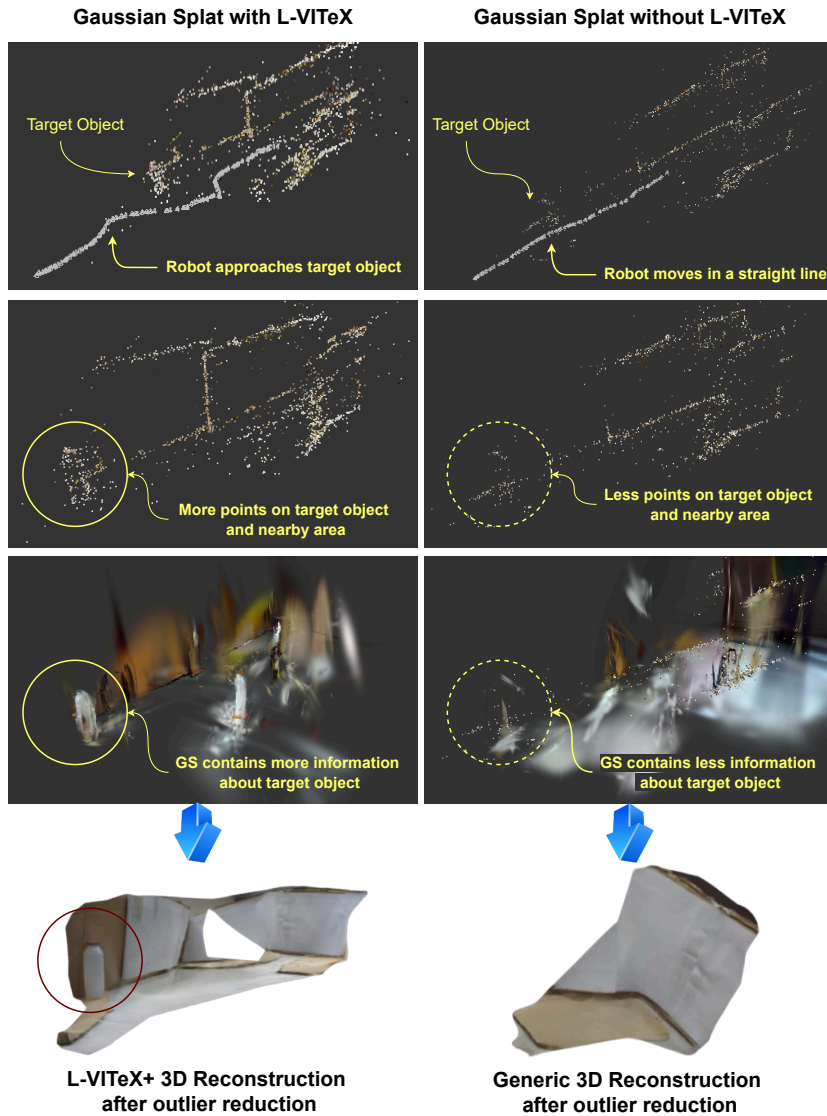 Gaussian Splat with L-VITeX
Gaussian Splat without L-VITeX
Target Object
Robot approaches target object
Target Object
Robot moves in a straight line
More points on target object
and nearby area
Less points on target object
and nearby area
GS contains more information
about target object
GS contains less information
about target object
L-VITeX+ 3D Reconstruction
after outlier reduction
Generic 3D Reconstruction
after outlier reduction